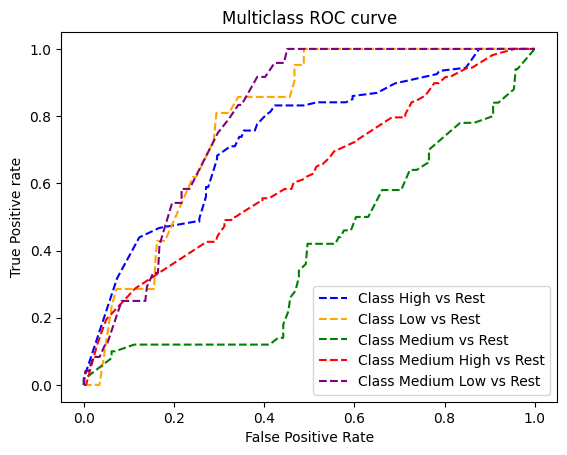 Multiclass ROC curve
True Positive rate
1.0
0.8
0.6
0.4
0.2
0.0
0.0 0.2 0.4 0.6 0.8 1.0
False Positive Rate
Class High vs Rest
Class Low vs Rest
Class Medium vs Rest
Class Medium High vs Rest
Class Medium Low vs Rest